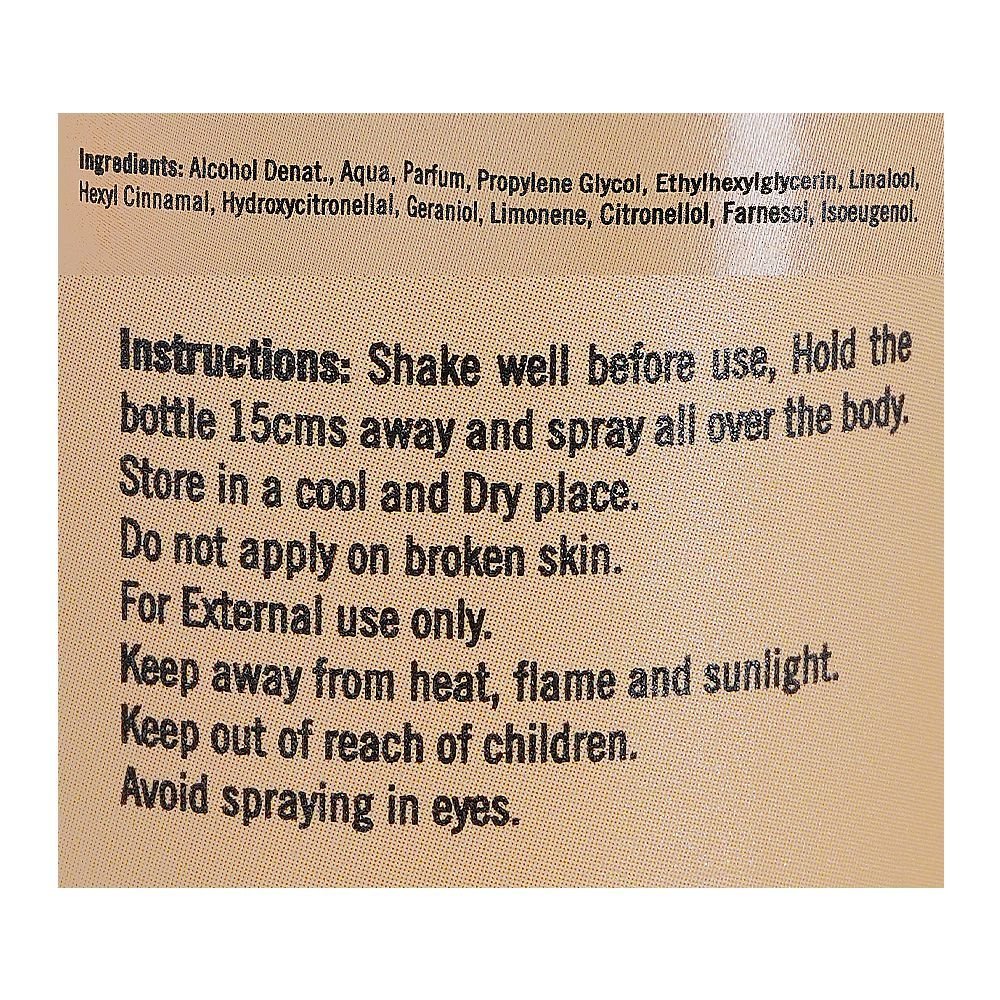 Ingredients: Alcohol Denat., Aqua, Parfum, Propylene Glycol, Ethylhexylglycerin, Linalool,
Hexyl Cinnamal, Hydroxycitronellal, Geraniol, Limonene, Citronellol, Farnesol, Isoeugenol.
Instructions: Shake well before use, Hold the
bottle 15cms away and spray all over the body.
Store in a cool and Dry place.
Do not apply on broken skin.
For External use only.
Keep away from heat, flame and sunlight.
Keep out of reach of children.
Avoid spraying in eyes.